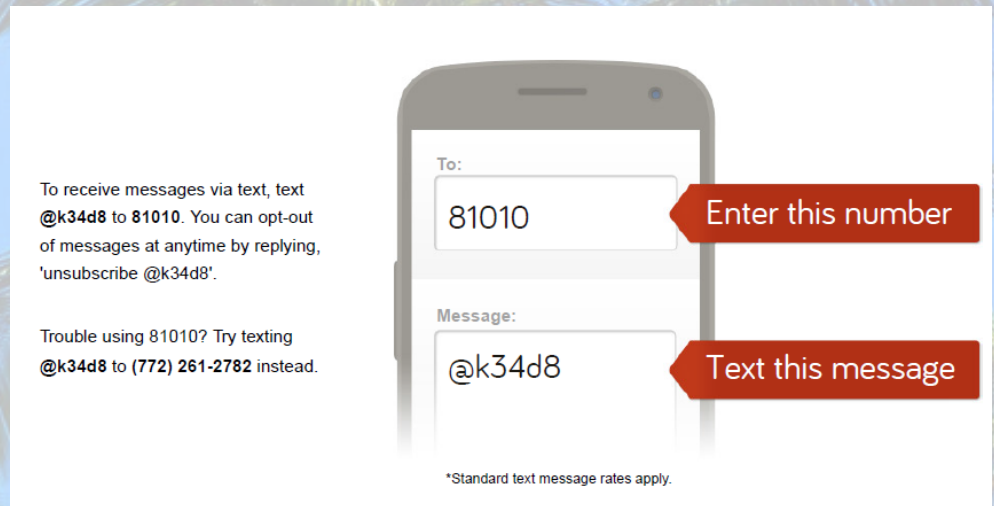 To receive messages via text, text
@k34d8 to 81010. You can opt-out
of messages at anytime by replying,
'unsubscribe @k34d8'.
Trouble using 81010? Try texting
@k34d8 to (772) 261-2782 instead.
To:
81010
Enter this number
Message:
@k34d8
Text this message
*Standard text message rates apply.